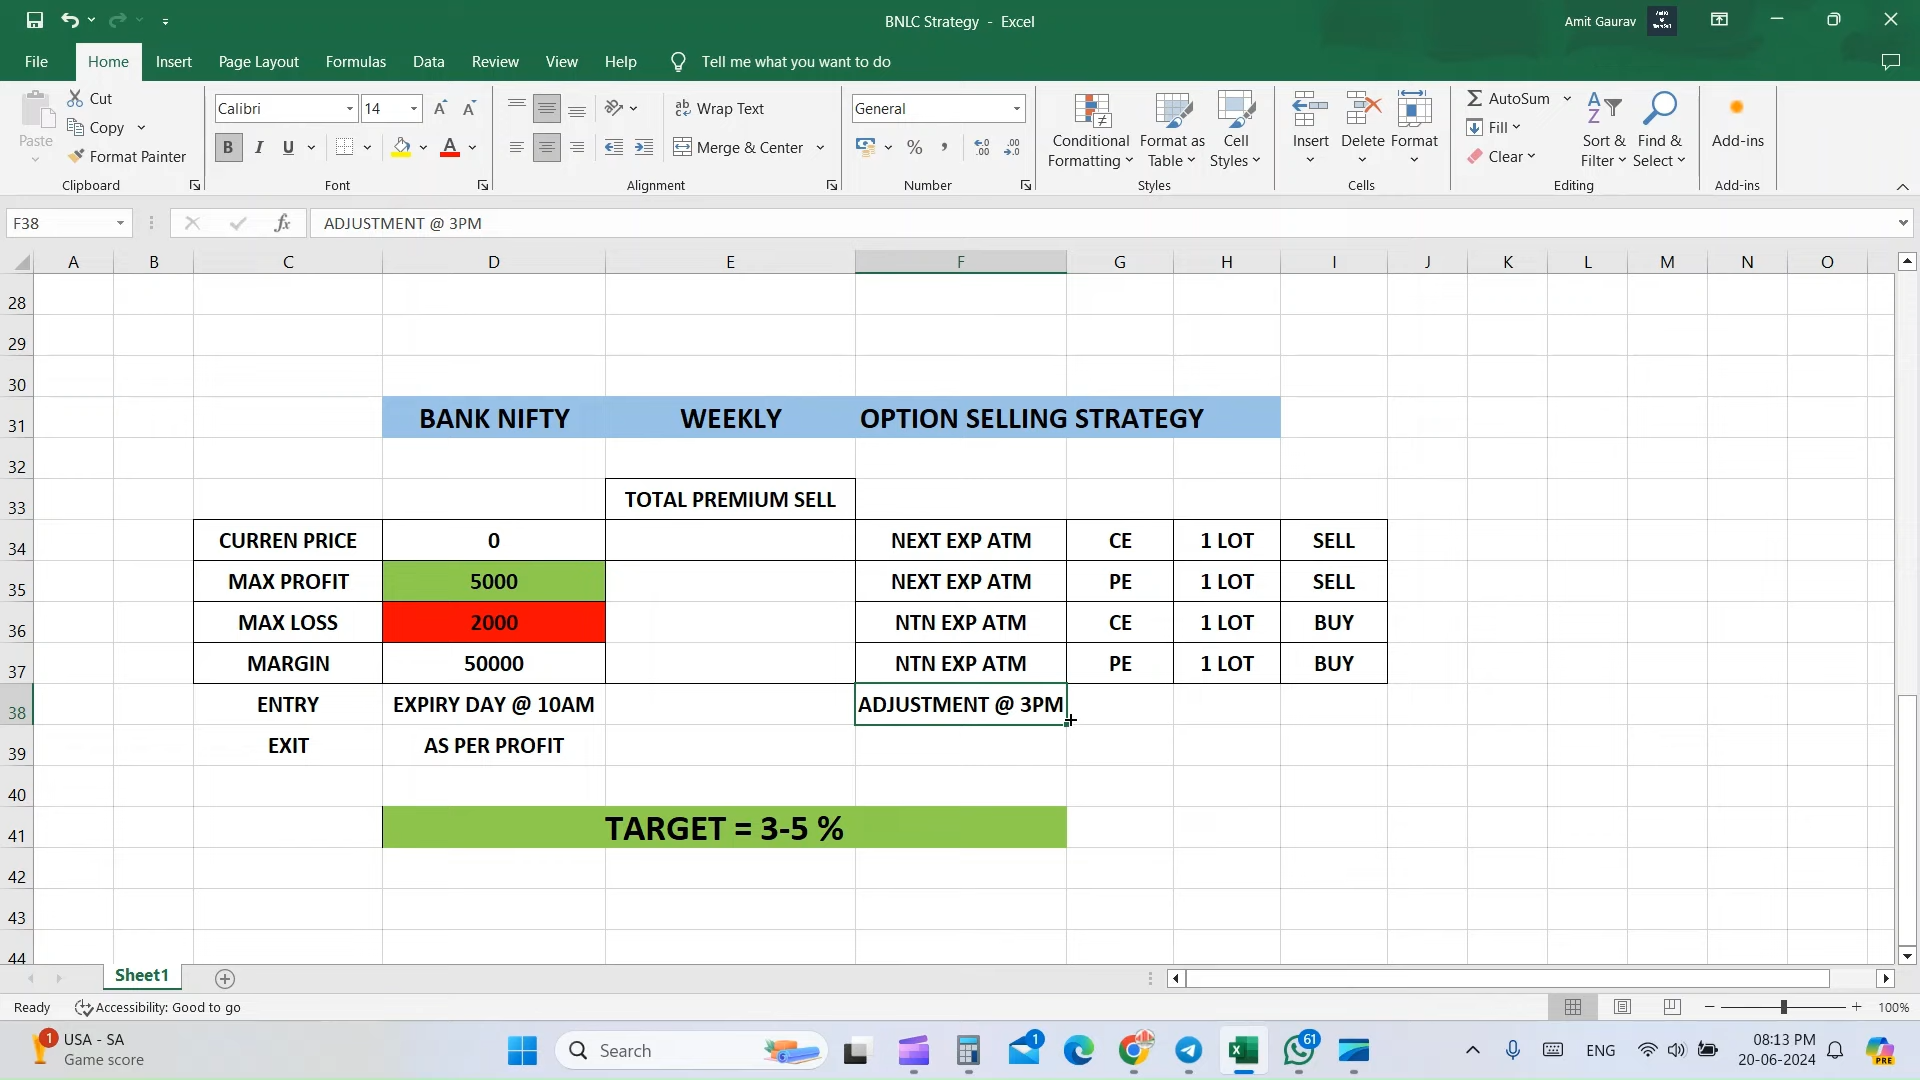 BNLC Strategy - Excel
Amit Gaurav
File Home Insert Page Layout Formulas Data Review View Help Tell me what you want to do
Paste
Cut
Copy
Format Painter
Clipboard
Calibri 14
B I U
Font
Wrap Text
Merge & Center
Alignment
General
Number
Conditional Formatting
Format as Table
Cell Styles
Styles
Insert Delete Format
Cells
AutoSum
Fill
Clear
Sort & Filter
Find & Select
Editing
Add-ins
Add-ins
F38 fx ADJUSTMENT @ 3PM
A B C D E F G H I J K L M N O
28
29
30
31 BANK NIFTY WEEKLY OPTION SELLING STRATEGY
32
33 TOTAL PREMIUM SELL
34 CURREN PRICE 0 NEXT EXP ATM CE 1 LOT SELL
35 MAX PROFIT 5000 NEXT EXP ATM PE 1 LOT SELL
36 MAX LOSS 2000 NTN EXP ATM CE 1 LOT BUY
37 MARGIN 50000 NTN EXP ATM PE 1 LOT BUY
38 ENTRY EXPIRY DAY @ 10AM ADJUSTMENT @ 3PM
39 EXIT AS PER PROFIT
40
41 TARGET = 3-5 %
42
43
44
Sheet1
Ready Accessibility: Good to go 100%
1 USA - SA
Game score
Search
1
61
ENG
08:13 PM
20-06-2024
PRE